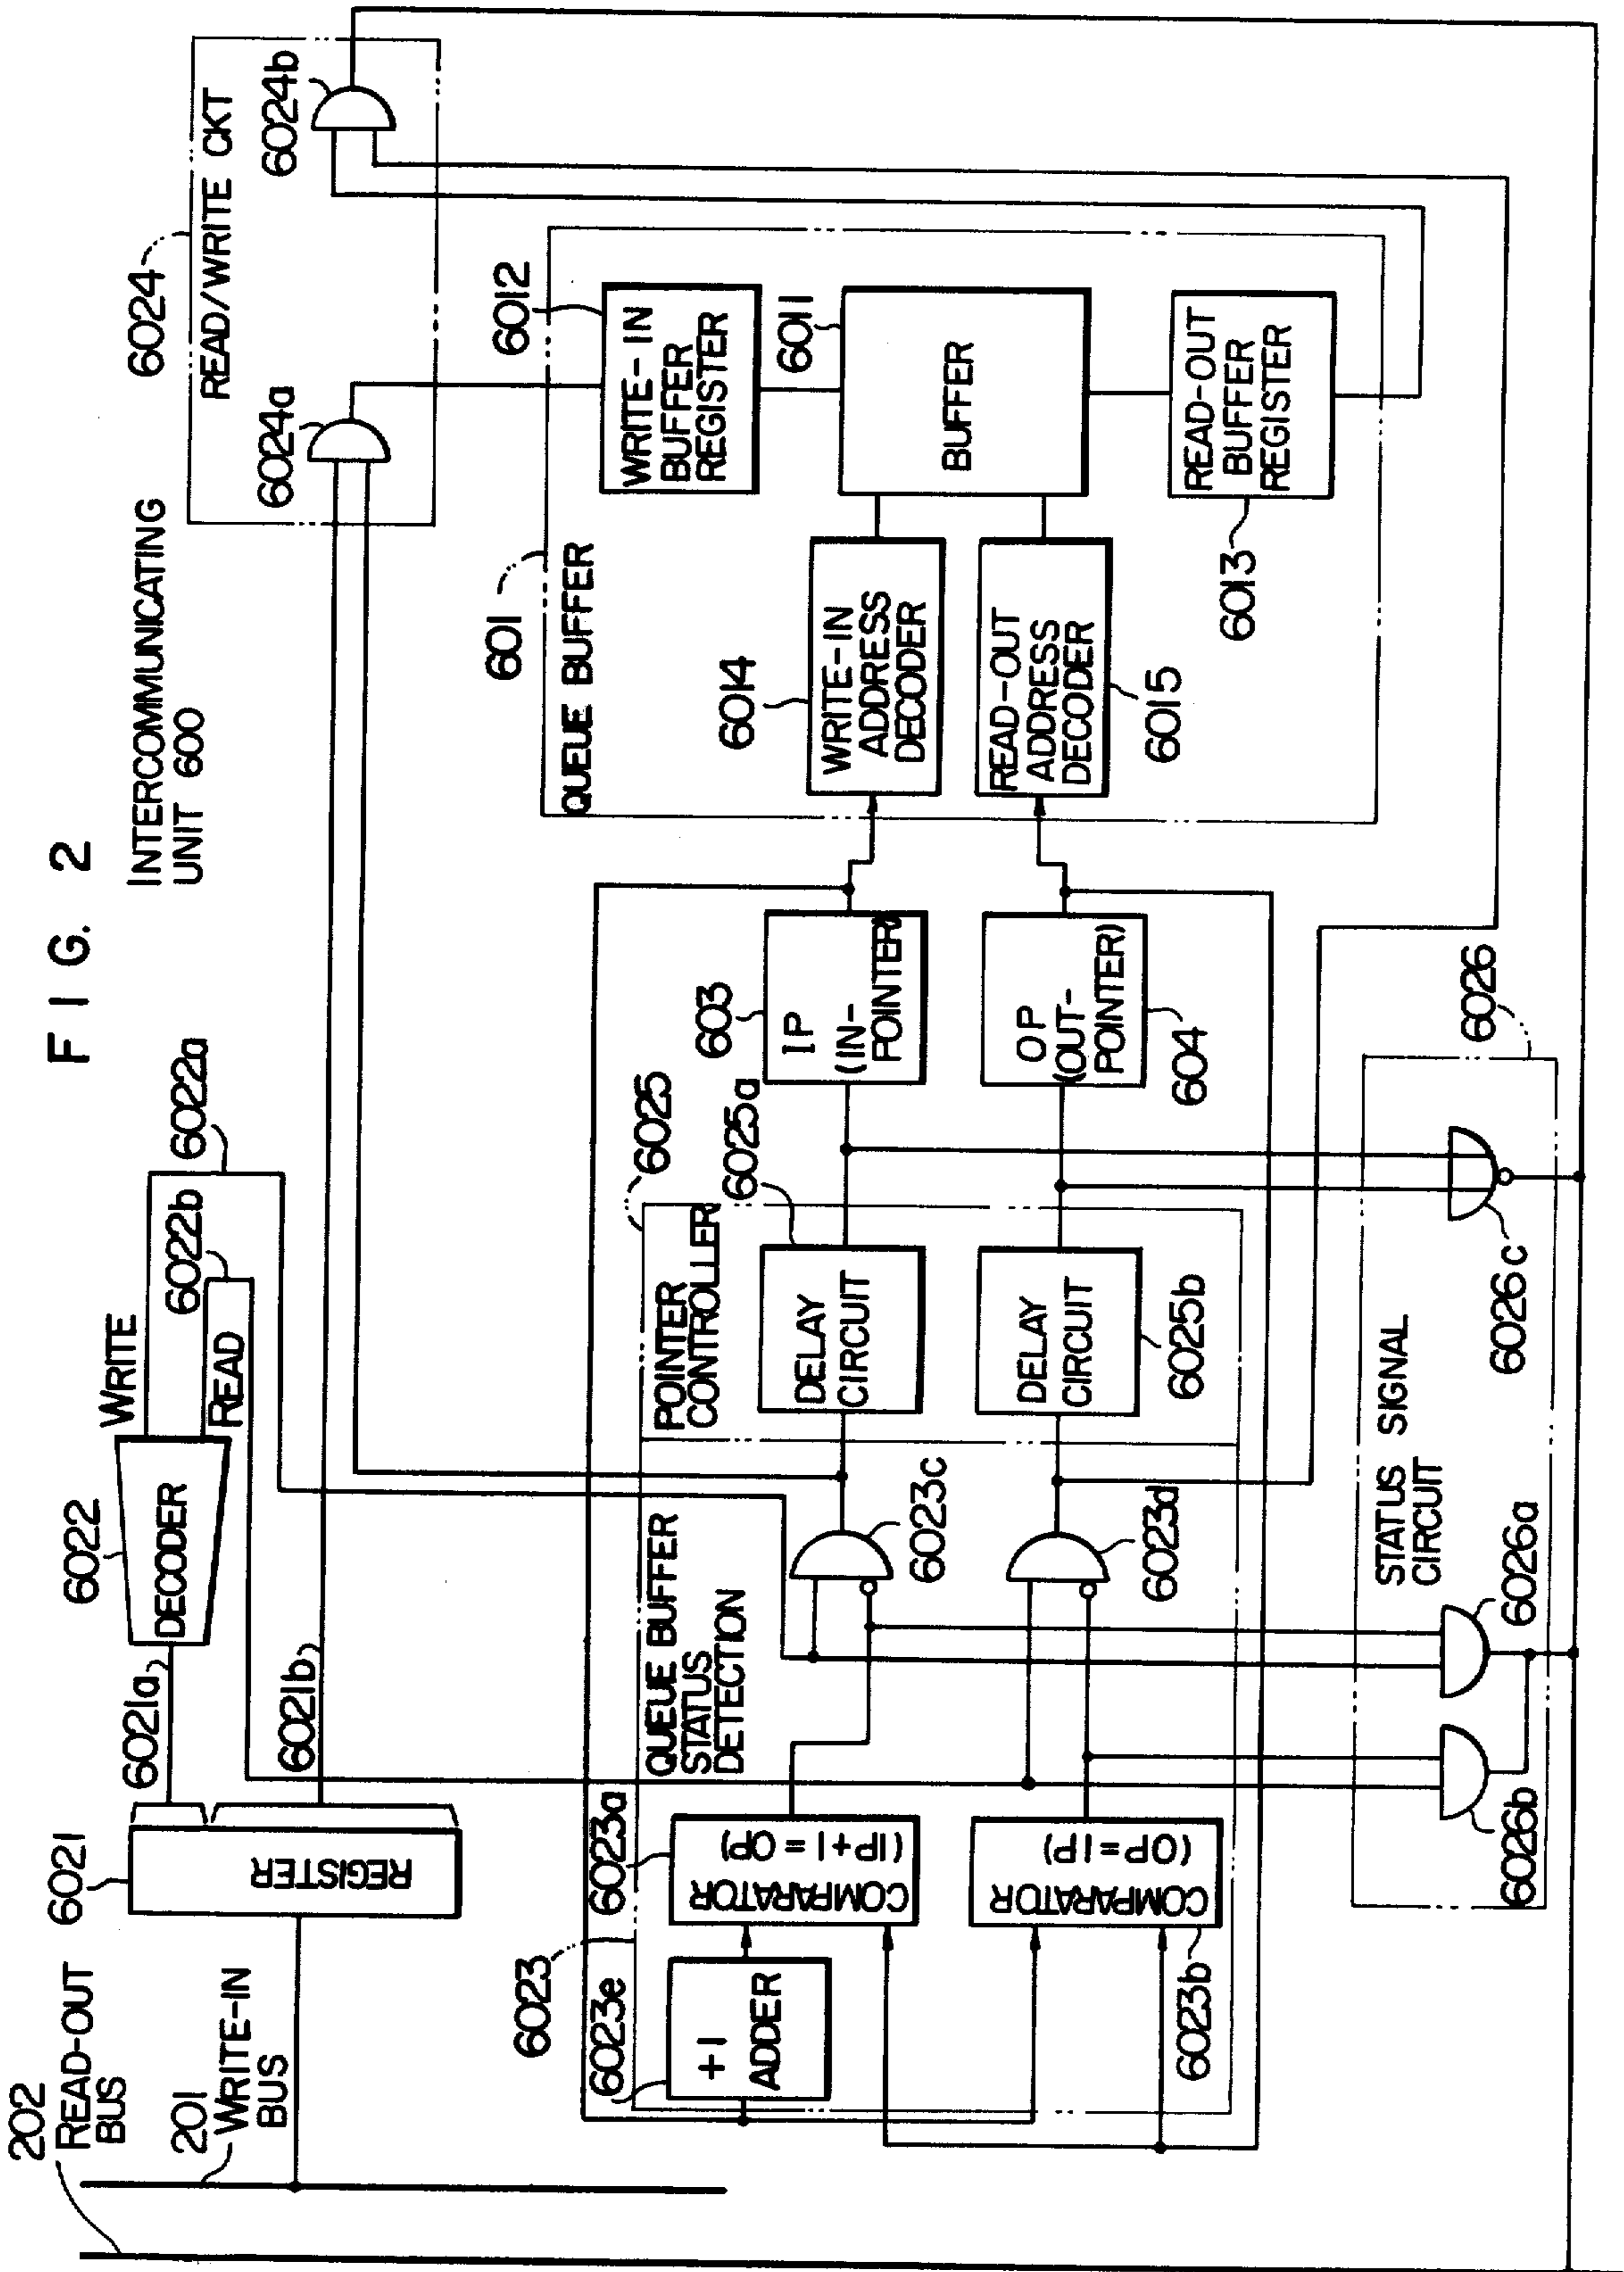 FIG. 2
INTERCOMMUNICATING
UNIT 600
202
READ-OUT
BUS
201
WRITE-IN
BUS
6021
REGISTER
6021a
6021b
6022
DECODER
WRITE
READ
6022a
6022b
6024
READ/WRITE CKT
6024a
6024b
6023
QUEUE BUFFER
STATUS
DETECTION
6023e
+1
ADDER
6023a
COMPARATOR
(IP+1=OP)
COMPARATOR
(OP=IP)
6023b
6023c
6023d
6025
POINTER
CONTROLLER
6025a
DELAY
CIRCUIT
DELAY
CIRCUIT
6025b
603
IP
(IN-
POINTER)
OP
(OUT-
POINTER)
604
601
QUEUE BUFFER
6012
WRITE-IN
BUFFER
REGISTER
6011
BUFFER
6014
WRITE-IN
ADDRESS
DECODER
READ-OUT
ADDRESS
DECODER
6015
READ-OUT
BUFFER
REGISTER
6013
6026
STATUS SIGNAL
CIRCUIT
6026a
6026b
6026c